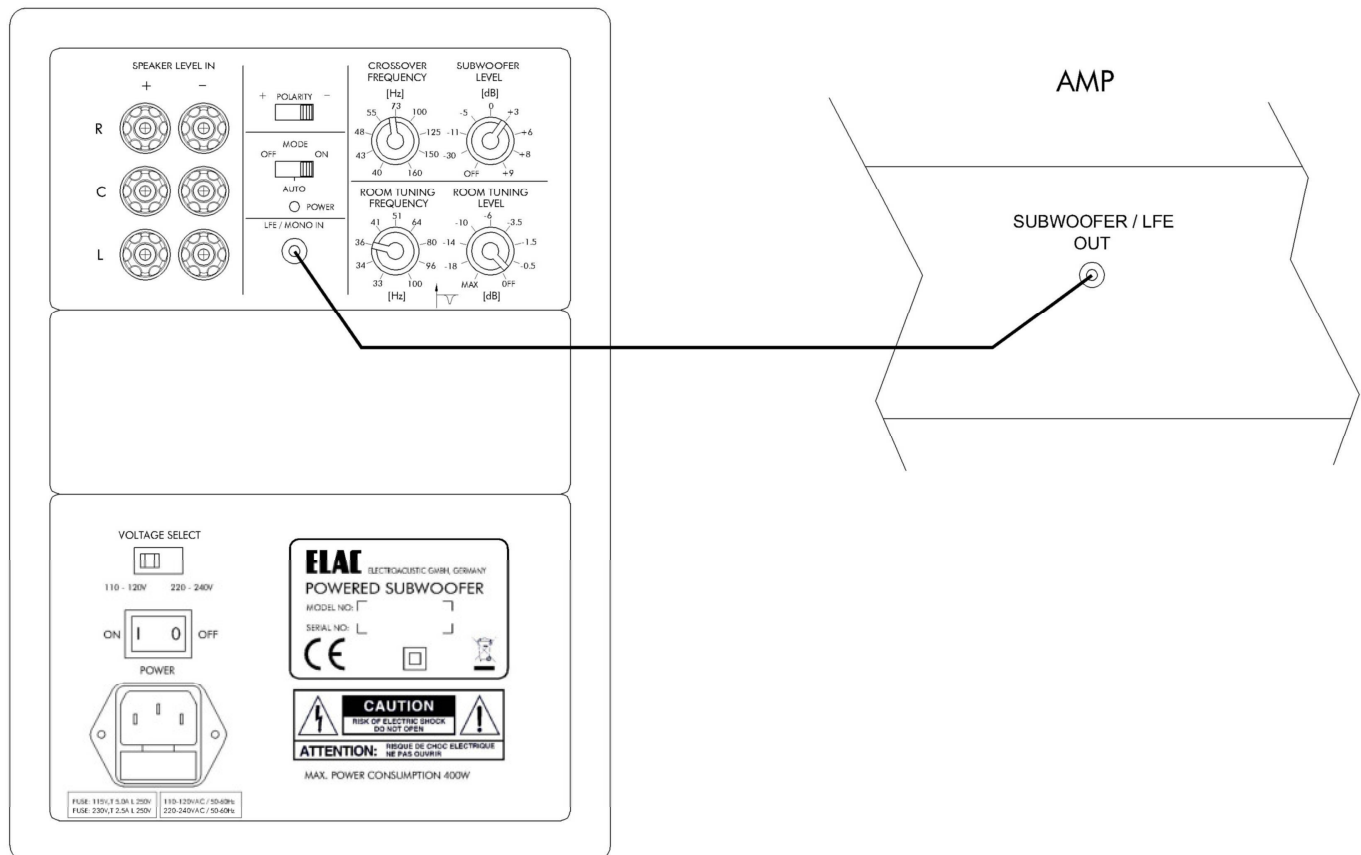 SPEAKER LEVEL IN
+ −
R
C
L
+ POLARITY −
MODE
OFF ON
AUTO
POWER
LFE / MONO IN
CROSSOVER
FREQUENCY
[Hz]
73
55 100
48 125
43 150
40 160
SUBWOOFER
LEVEL
[dB]
0
-5 +3
-11 +6
-30 +8
OFF +9
ROOM TUNING
FREQUENCY
51
41 64
36 80
34 96
33 100
[Hz]
ROOM TUNING
LEVEL
-6
-10 -3.5
-14 -1.5
-18 -0.5
MAX OFF
[dB]
AMP
SUBWOOFER / LFE
OUT
VOLTAGE SELECT
110 - 120V 220 - 240V
ON I 0 OFF
POWER
FUSE: 115V,T 5.0A L 250V
FUSE: 230V,T 2.5A L 250V
110-120VAC / 50-60Hz
220-240VAC / 50-60Hz
ELAC ELECTROACUSTIC GMBH, GERMANY
POWERED SUBWOOFER
MODEL NO:
SERIAL NO:
CE
CAUTION
RISK OF ELECTRIC SHOCK
DO NOT OPEN
ATTENTION: RISQUE DE CHOC ELECTRIQUE
NE PAS OUVRIR
MAX. POWER CONSUMPTION 400W